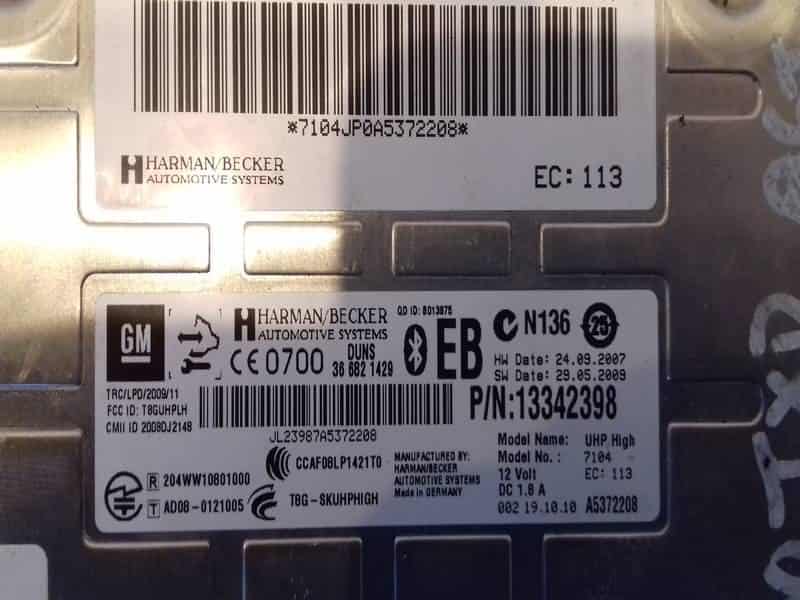 *7104JP0A5372208*
HARMAN/BECKER
AUTOMOTIVE SYSTEMS
EC: 113
GM
HARMAN/BECKER
AUTOMOTIVE SYSTEMS
QD ID: B013875
EB
N136
25
CE0700
DUNS
36 682 1429
HW Date: 24.09.2007
SW Date: 29.05.2009
TRC/LPD/2009/11
FCC ID: T8GUHPLH
CMII ID 2008DJ2148
JL23987A5372208
P/N:13342398
CCAF08LP1421T0
R 204WW10801000
T AD08-0121005
T8G-SKUHPHIGH
MANUFACTURED BY:
HARMAN/BECKER
AUTOMOTIVE SYSTEMS
Made in GERMANY
Model Name: UHP High
Model No.: 7104
12 Volt EC: 113
DC 1.8 A
002 19.10.10 A5372208